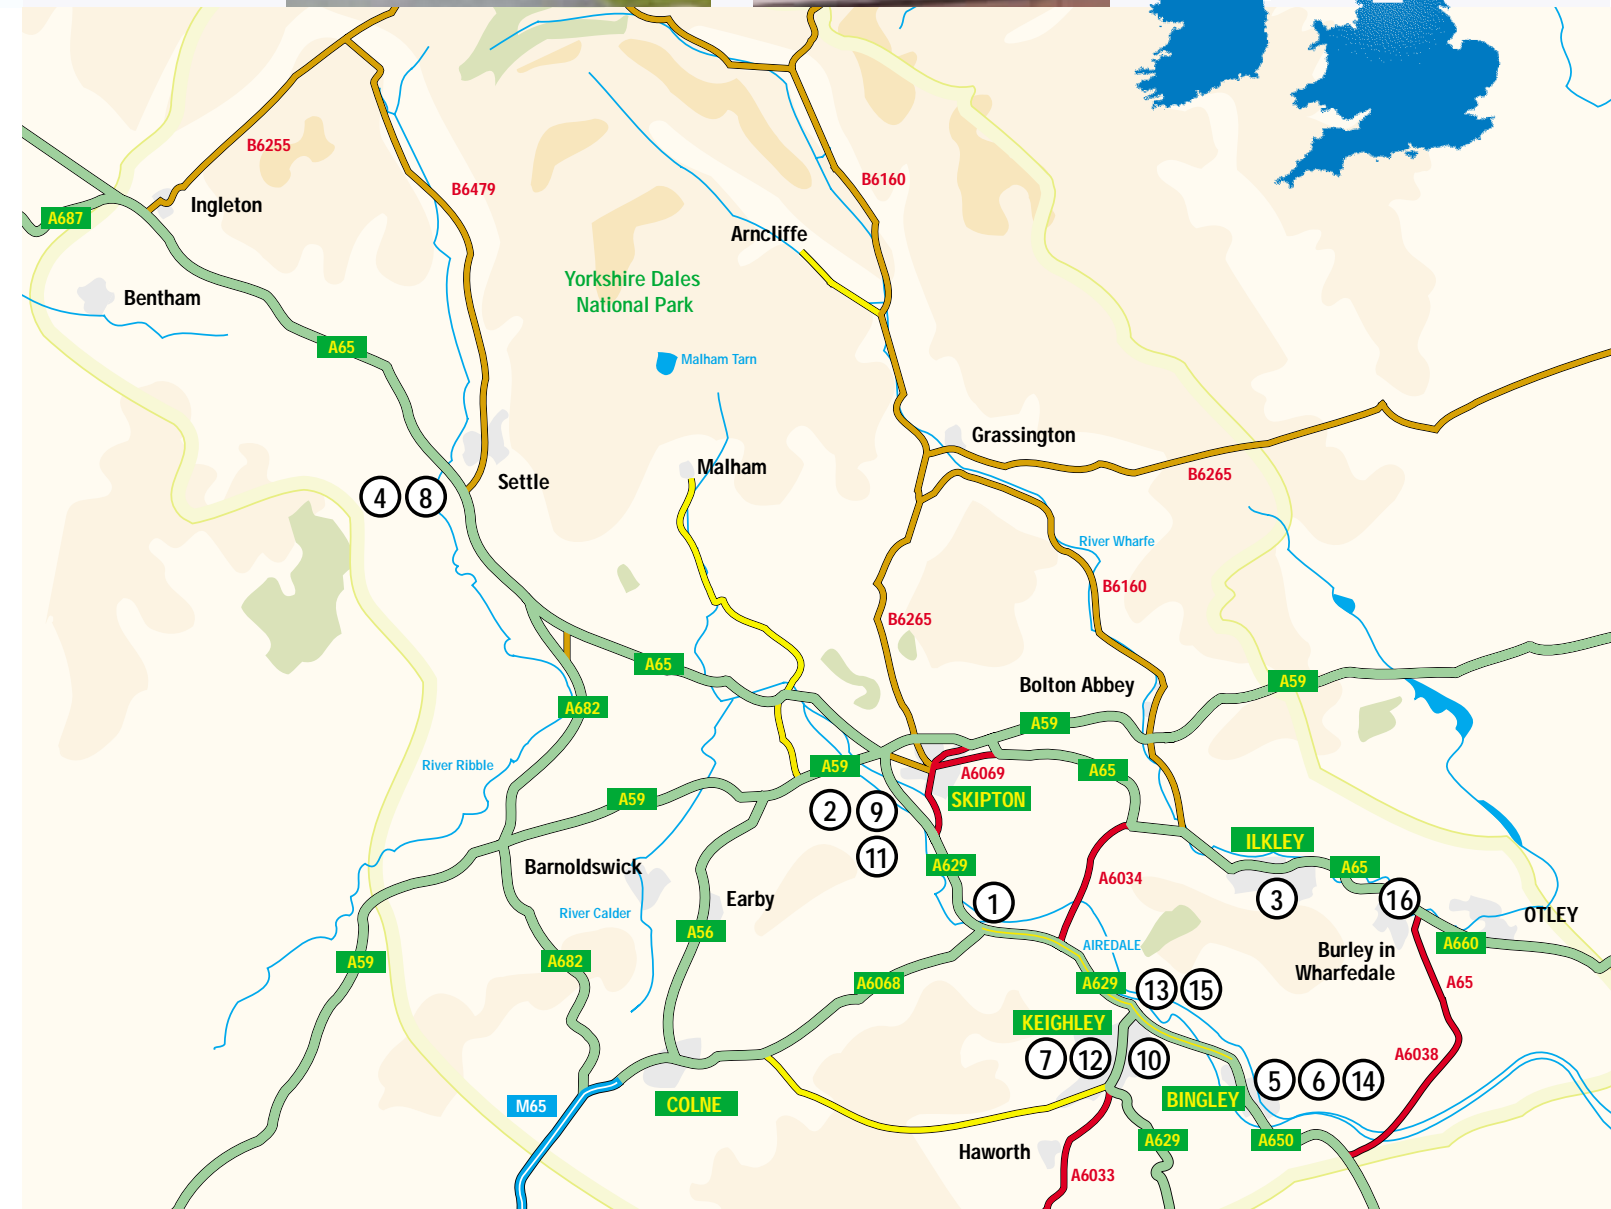 B6255
B6479
B6160
Ingleton
A687
Arncliffe
Yorkshire Dales
National Park
Bentham
A65
Malham Tarn
Grassington
Malham
B6265
Settle
4
8
River Wharfe
B6160
B6265
A65
Bolton Abbey
A59
A682
A59
River Ribble
A59
A6069
A65
A59
SKIPTON
2
9
11
ILKLEY
Barnoldswick
A629
A65
A6034
Earby
3
1
16
River Calder
OTLEY
A56
AIREDALE
A660
Burley in
Wharfedale
A59
A682
A6068
A629
13
15
A65
KEIGHLEY
7
12
10
A6038
5
6
14
M65
COLNE
BINGLEY
A629
A650
Haworth
A6033